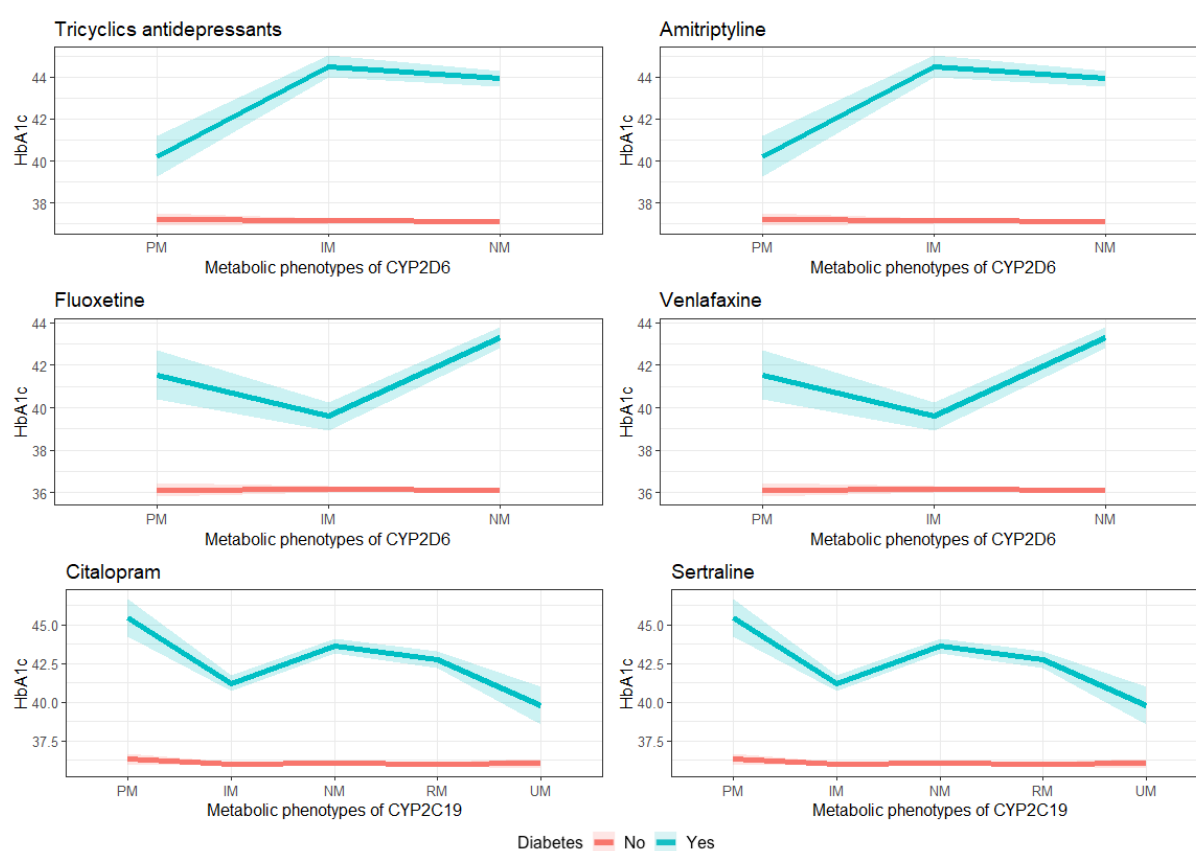 Tricyclics antidepressants
HbA1c
44
42
40
38
PM IM NM
Metabolic phenotypes of CYP2D6
Amitriptyline
HbA1c
44
42
40
38
PM IM NM
Metabolic phenotypes of CYP2D6
Fluoxetine
HbA1c
44
42
40
38
36
PM IM NM
Metabolic phenotypes of CYP2D6
Venlafaxine
HbA1c
44
42
40
38
36
PM IM NM
Metabolic phenotypes of CYP2D6
Citalopram
HbA1c
45.0
42.5
40.0
37.5
PM IM NM RM UM
Metabolic phenotypes of CYP2C19
Sertraline
HbA1c
45.0
42.5
40.0
37.5
PM IM NM RM UM
Metabolic phenotypes of CYP2C19
Diabetes No Yes